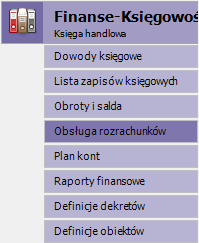 Finanse-Księgowoś
Księga handlowa
Dowody księgowe
Lista zapisów księgowych
Obroty i salda
Obsługa rozrachunków
Plan kont
Raporty finansowe
Definicje dekretów
Definicje obiektów